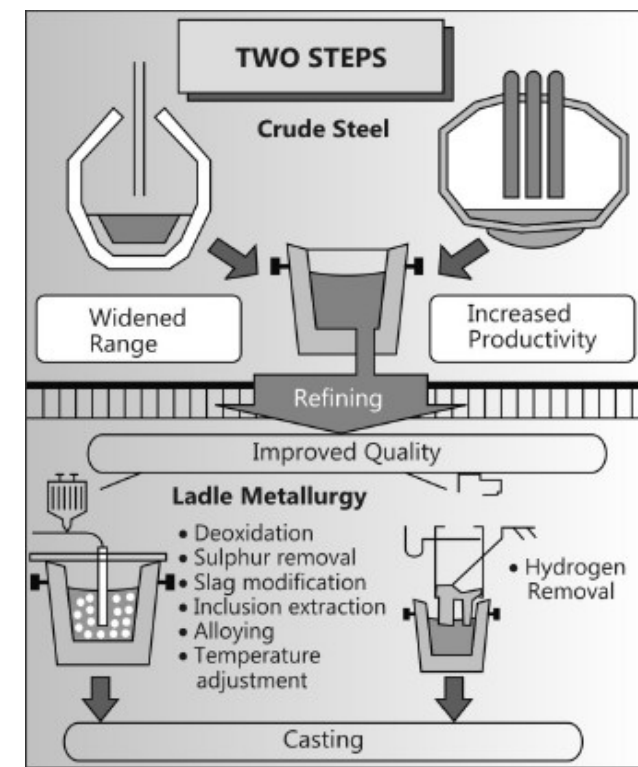 TWO STEPS
Crude Steel
Widened
Range
Increased
Productivity
Refining
Improved Quality
Ladle Metallurgy
• Deoxidation
• Sulphur removal
• Slag modification
• Inclusion extraction
• Alloying
• Temperature
adjustment
• Hydrogen
Removal
Casting